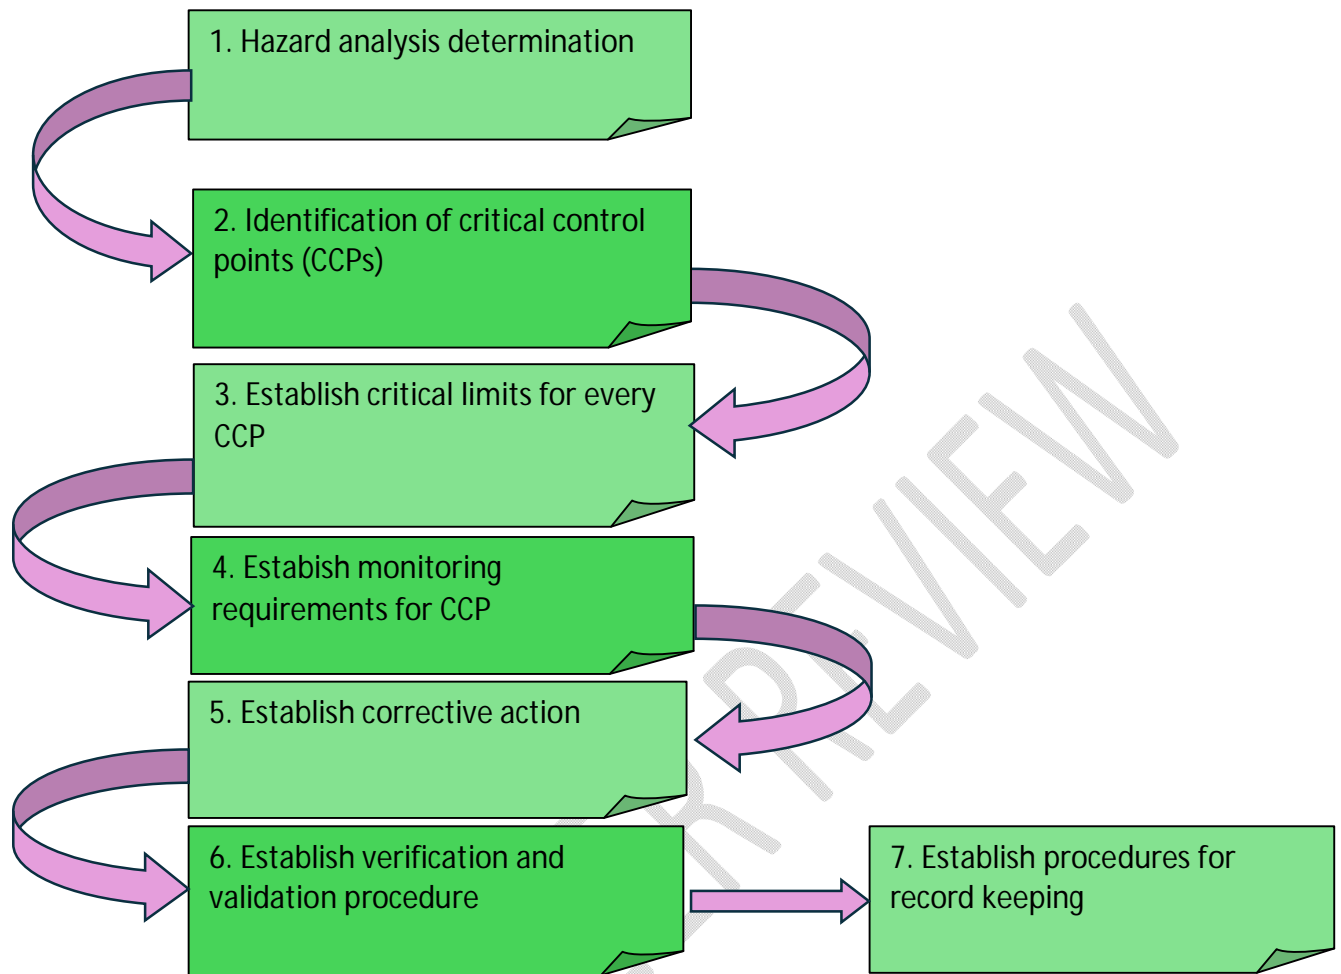 1. Hazard analysis determination
2. Identification of critical control
points (CCPs)
3. Establish critical limits for every
CCP
4. Estabish monitoring
requirements for CCP
5. Establish corrective action
6. Establish verification and
validation procedure
7. Establish procedures for
record keeping
ER REVIEW